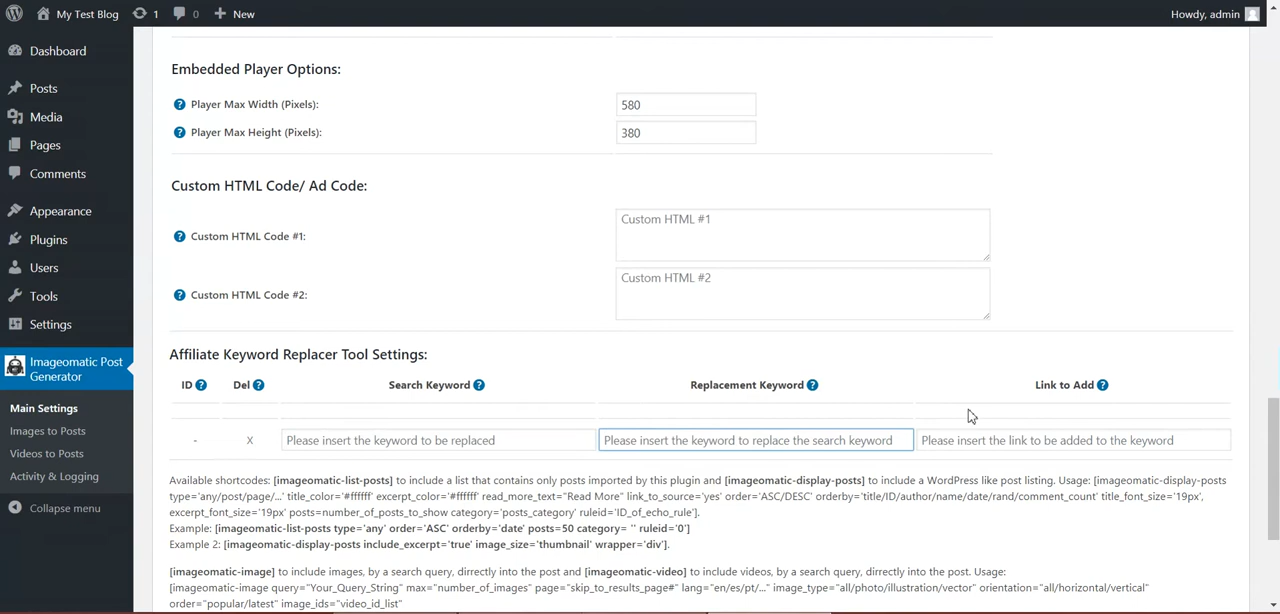 My Test Blog 1 0 New Howdy, admin
Dashboard
Posts
Media
Pages
Comments
Appearance
Plugins
Users
Tools
Settings
Imageomatic Post
Generator
Main Settings
Images to Posts
Videos to Posts
Activity & Logging
Collapse menu
Embedded Player Options:
? Player Max Width (Pixels): 580
? Player Max Height (Pixels): 380
Custom HTML Code/ Ad Code:
? Custom HTML Code #1: Custom HTML #1
? Custom HTML Code #2: Custom HTML #2
Affiliate Keyword Replacer Tool Settings:
ID ? Del ? Search Keyword ? Replacement Keyword ? Link to Add ?
- X Please insert the keyword to be replaced Please insert the keyword to replace the search keyword Please insert the link to be added to the keyword
Available shortcodes: [imageomatic-list-posts] to include a list that contains only posts imported by this plugin and [imageomatic-display-posts] to include a WordPress like post listing. Usage: [imageomatic-display-posts
type='any/post/page/...' title_color='#ffffff' excerpt_color='#ffffff' read_more_text="Read More" link_to_source='yes' order='ASC/DESC' orderby='title/ID/author/name/date/rand/comment_count' title_font_size='19px',
excerpt_font_size='19px' posts=number_of_posts_to_show category='posts_category' ruleid='ID_of_echo_rule'].
Example: [imageomatic-list-posts type='any' order='ASC' orderby='date' posts=50 category= '' ruleid='0']
Example 2: [imageomatic-display-posts include_excerpt='true' image_size='thumbnail' wrapper='div'].
[imageomatic-image] to include images, by a search query, dirrectly into the post and [imageomatic-video] to include videos, by a search query, dirrectly into the post. Usage:
[imageomatic-image query="Your_Query_String" max="number_of_images" page="skip_to_results_page#" lang="en/es/pt/..." image_type="all/photo/illustration/vector" orientation="all/horizontal/vertical"
order="popular/latest" image_ids="video_id_list"